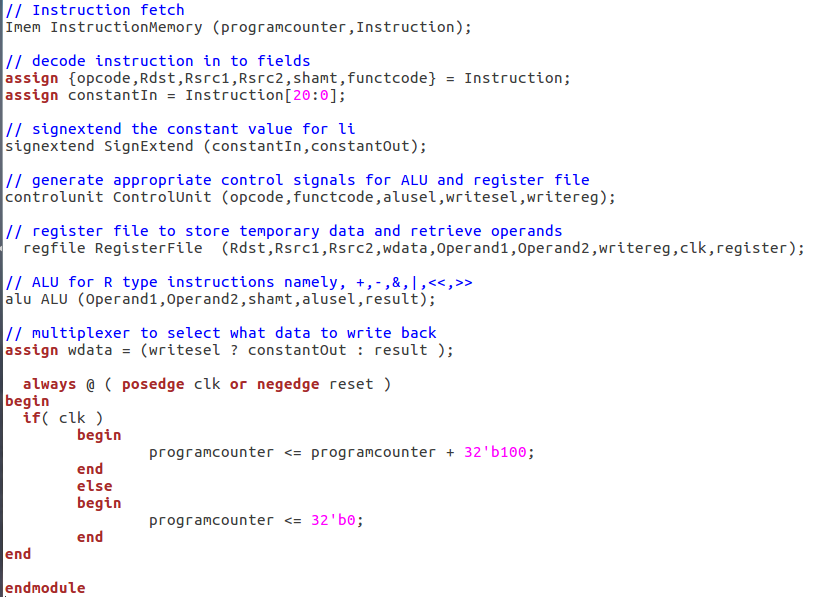 // Instruction fetch
Imem InstructionMemory (programcounter,Instruction);
// decode instruction in to fields
assign {opcode,Rdst,Rsrc1,Rsrc2,shamt,functcode} = Instruction;
assign constantIn = Instruction[20:0];
// signextend the constant value for li
signextend SignExtend (constantIn,constantOut);
// generate appropriate control signals for ALU and register file
controlunit ControlUnit (opcode,functcode,alusel,writesel,writereg);
// register file to store temporary data and retrieve operands
regfile RegisterFile  (Rdst,Rsrc1,Rsrc2,wdata,Operand1,Operand2,writereg,clk,register);
// ALU for R type instructions namely, +,-,&,|,<<,>>
alu ALU (Operand1,Operand2,shamt,alusel,result);
// multiplexer to select what data to write back
assign wdata = (writesel ? constantOut : result );
always @ ( posedge clk or negedge reset )
begin
if( clk )
begin
programcounter <= programcounter + 32'b100;
end
else
begin
programcounter <= 32'b0;
end
end
endmodule